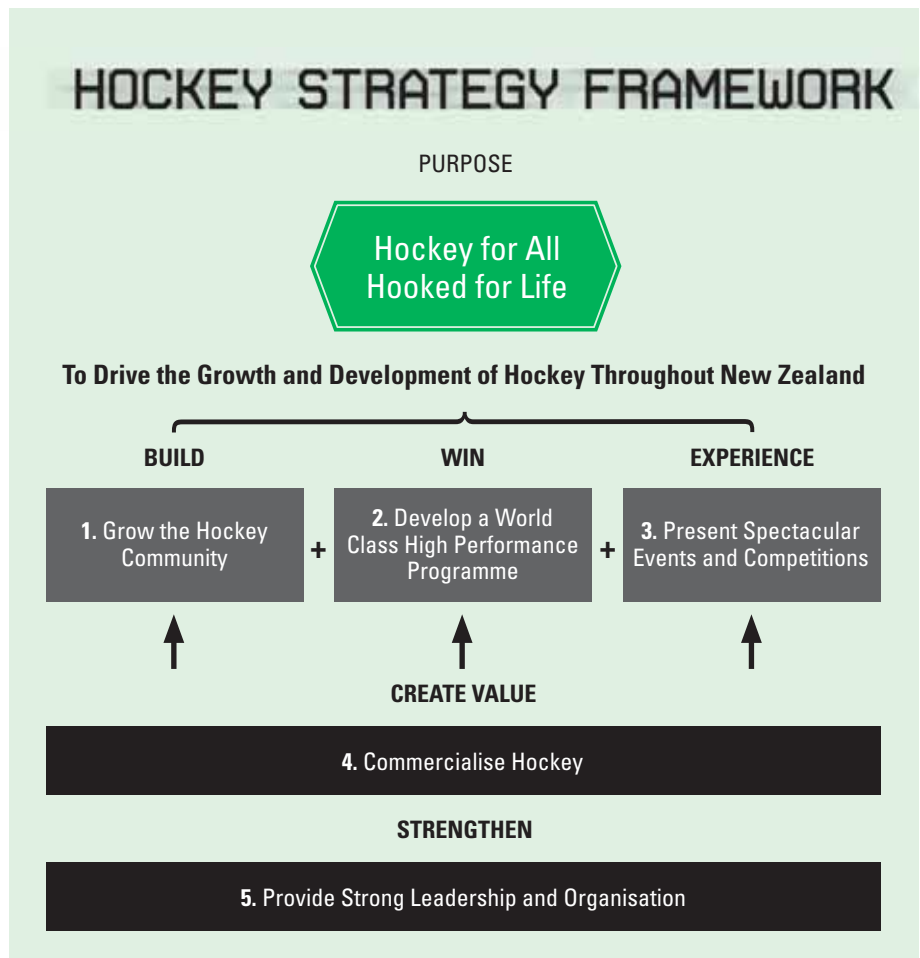 HOCKEY STRATEGY FRAMEWORK
PURPOSE
Hockey for All
Hooked for Life
To Drive the Growth and Development of Hockey Throughout New Zealand
BUILD
WIN
EXPERIENCE
1. Grow the Hockey
Community
+
2. Develop a World
Class High Performance
Programme
+
3. Present Spectacular
Events and Competitions
CREATE VALUE
4. Commercialise Hockey
STRENGTHEN
5. Provide Strong Leadership and Organisation